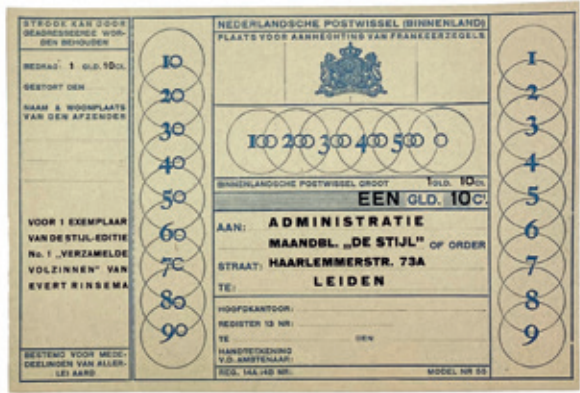 STROOK KAN DOOR
GEADRESSEERDE WOR-
DEN BEHOUDEN
BEDRAG: 1 GLD. 10 Ct.
GESTORT DEN
NAAM & WOONPLAATS
VAN DEN AFZENDER
VOOR 1 EXEMPLAAR
VAN DE STIJL-EDITIE
No. 1 „VERZAMELDE
VOLZINNEN" VAN
EVERT RINSEMA
BESTEMD VOOR MEDE-
DEELINGEN VAN ALLER-
LEI AARD
10
20
30
40
50
60
70
80
90
NEDERLANDSCHE POSTWISSEL (BINNENLAND)
PLAATS VOOR AANHECHTING VAN FRANKEERZEGELS
100 200 300 400 500 0
BINNENLANDSCHE POSTWISSEL GROOT 1 GLD. 10 Ct.
EEN GLD. 10 Ct.
AAN: ADMINISTRATIE
MAANDBL. „DE STIJL" OF ORDER
STRAAT: HAARLEMMERSTR. 73A
TE: LEIDEN
HOOFDKANTOOR:
REGISTER 13 NR:
TE DEN
HANDTEEKENING
V.D. AMBTENAAR:
REG. 14A/4B NR: MODEL NR 55
1
2
3
4
5
6
7
8
9